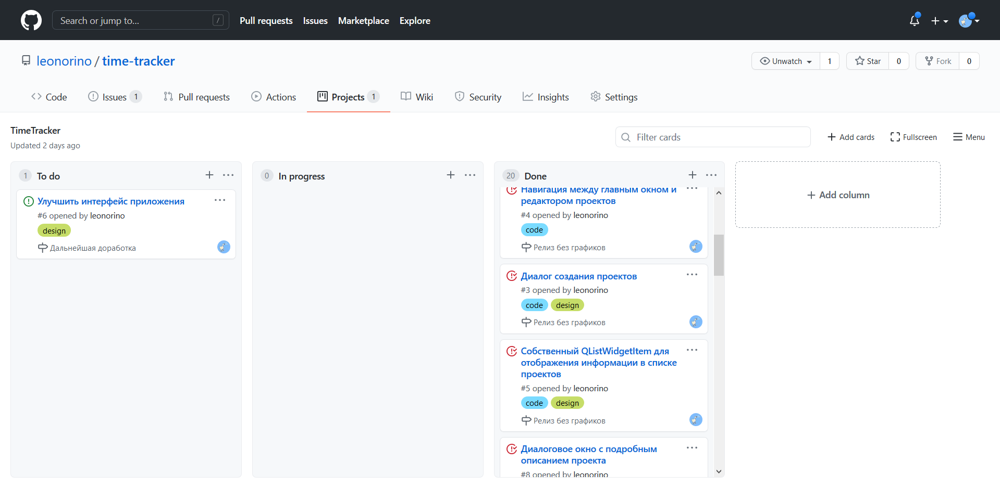 Search or jump to...
/
Pull requests
Issues
Marketplace
Explore
leonorino / time-tracker
Unwatch
1
Star
0
Fork
0
Code
Issues 1
Pull requests
Actions
Projects 1
Wiki
Security
Insights
Settings
TimeTracker
Updated 2 days ago
Filter cards
Add cards
Fullscreen
Menu
1 To do
Улучшить интерфейс приложения
#6 opened by leonorino
design
Дальнейшая доработка
0 In progress
20 Done
Навигация между главным окном и
редактором проектов
#4 opened by leonorino
code
Релиз без графиков
Диалог создания проектов
#3 opened by leonorino
code design
Релиз без графиков
Собственный QListWidgetItem для
отображения информации в списке
проектов
#5 opened by leonorino
code design
Релиз без графиков
Диалоговое окно с подробным
описанием проекта
#8 opened by leonorino
Add column